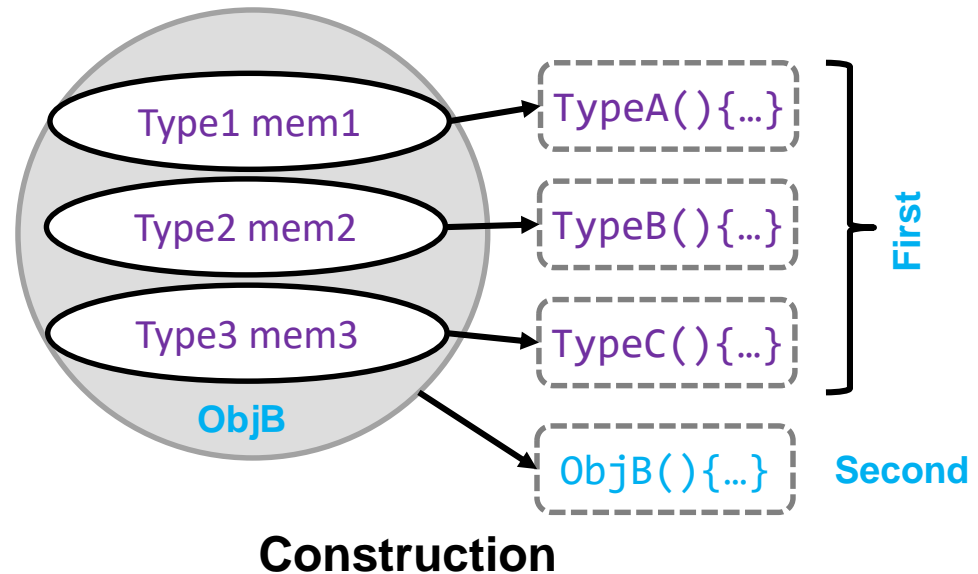 Type1 mem1
TypeA(){…}
Type2 mem2
TypeB(){…}
First
Type3 mem3
TypeC(){…}
ObjB
ObjB(){…}
Second
Construction